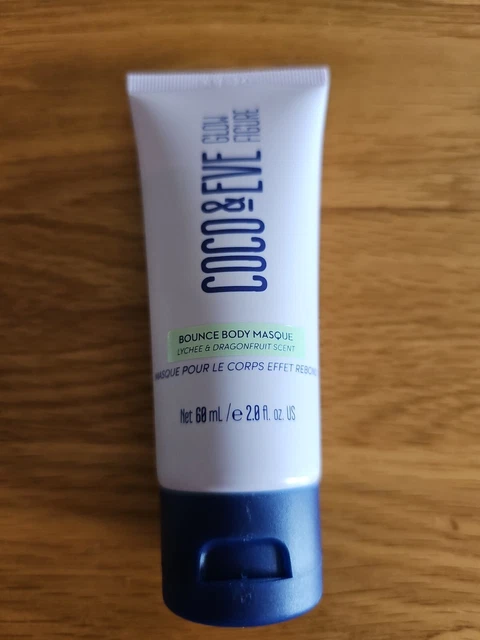 COCO & EVE
GLOW
FIGURE
BOUNCE BODY MASQUE
LYCHEE & DRAGONFRUIT SCENT
MASQUE POUR LE CORPS EFFET REBOND
Net 60 mL / e 2.0 fl. oz. US